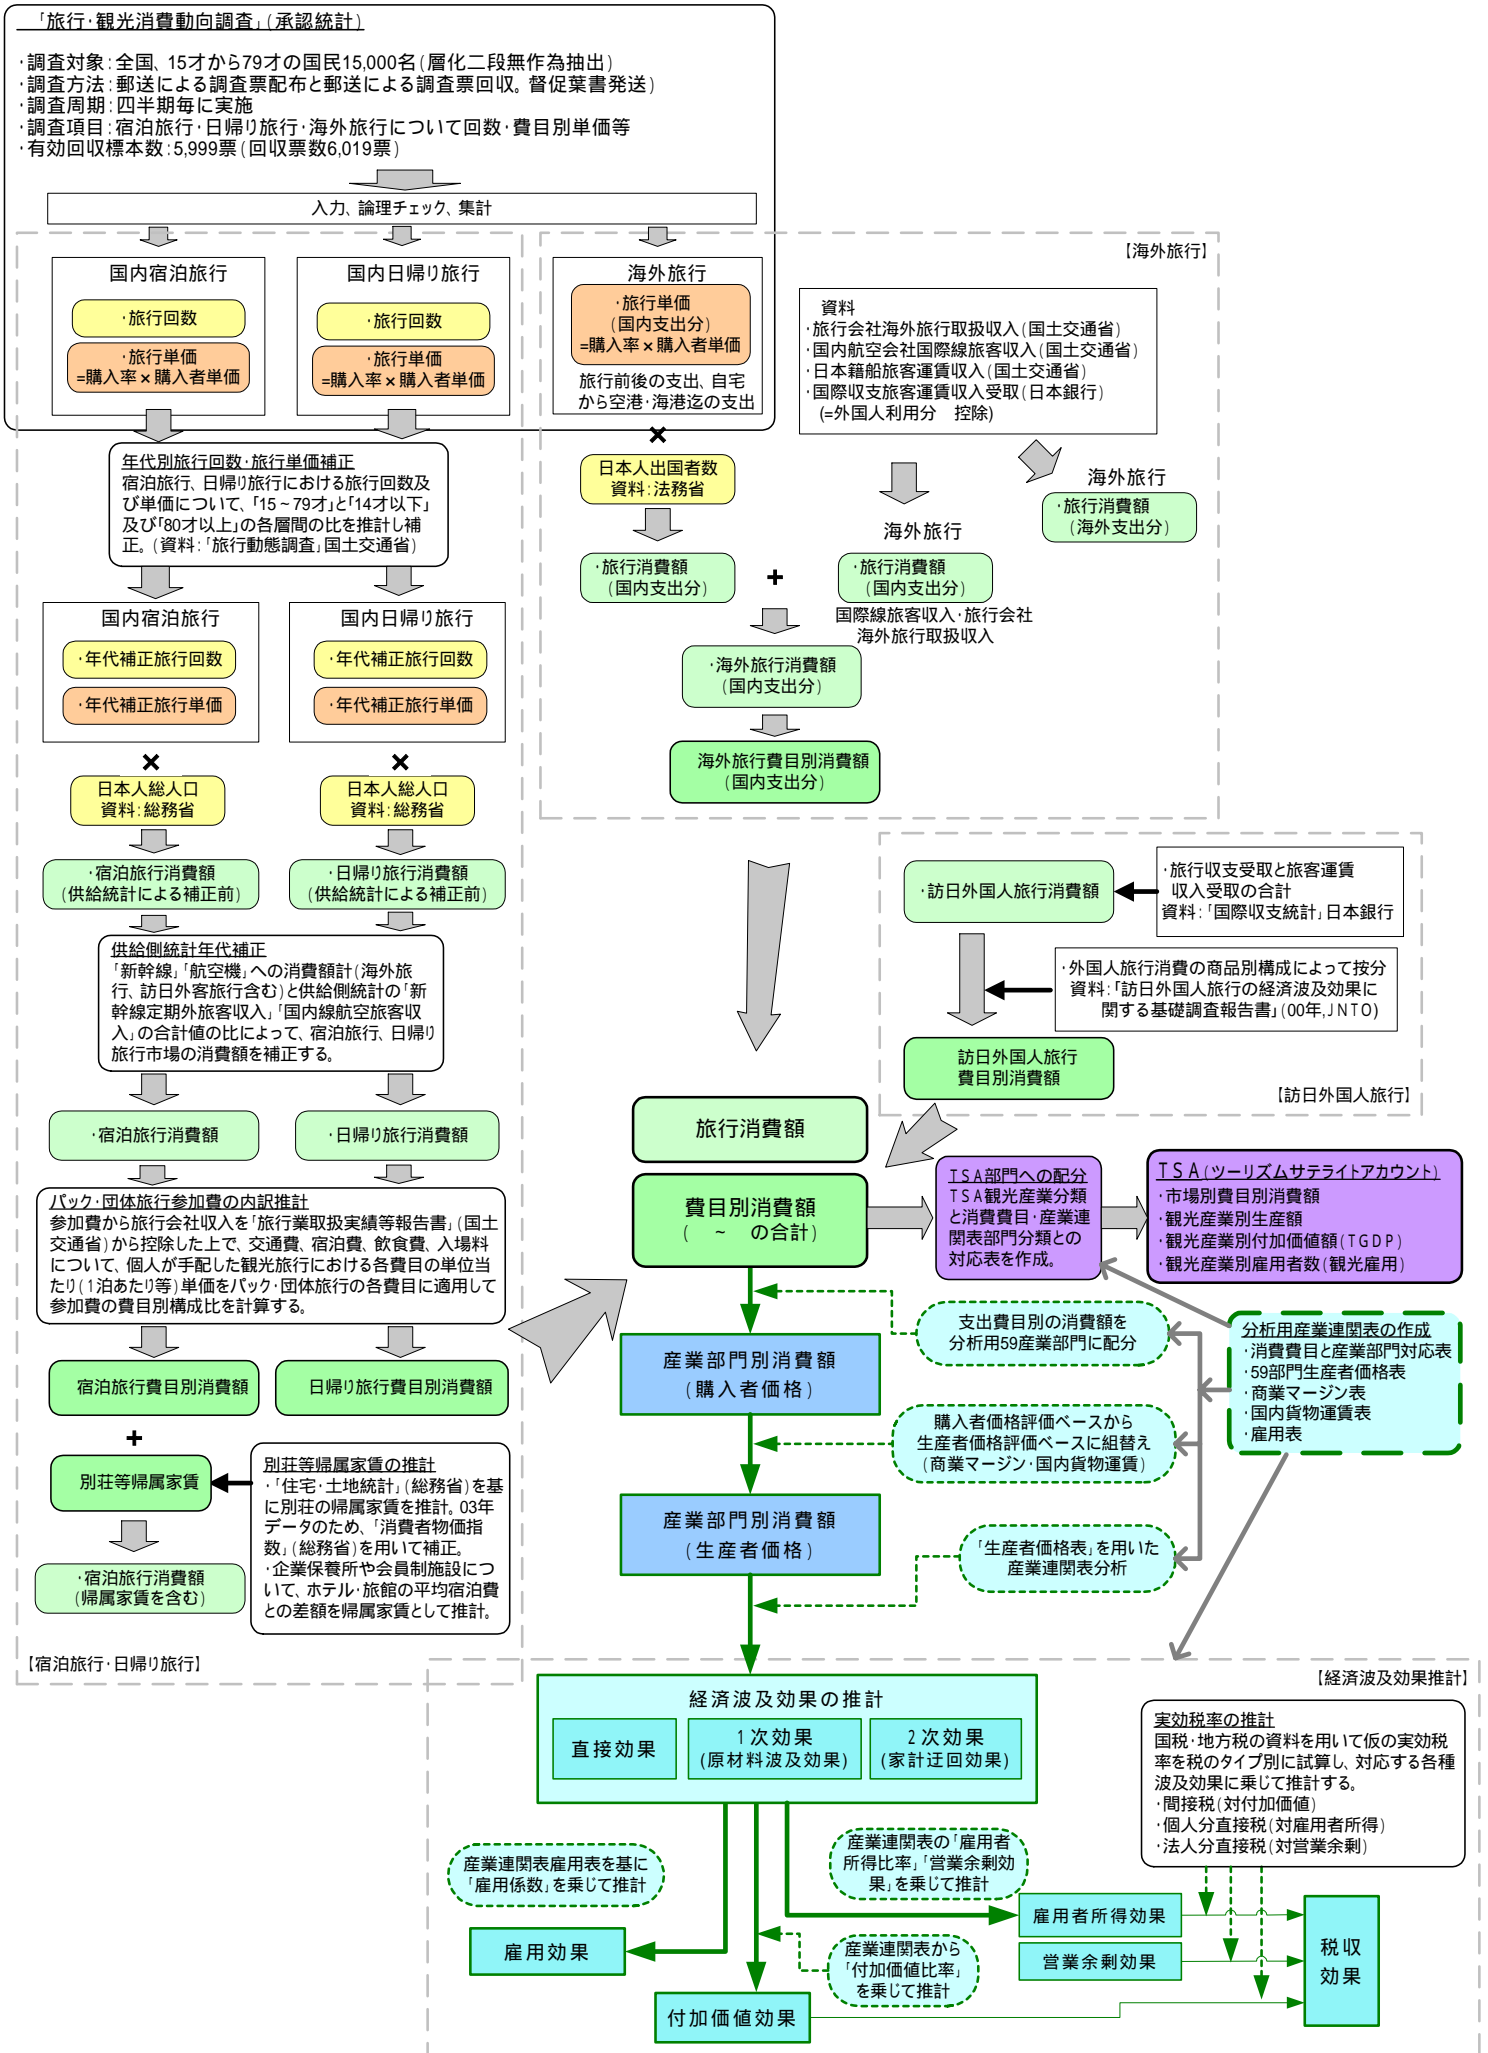 「旅行・観光消費動向調査」(承認統計)
・調査対象:全国、15才から79才の国民15,000名(層化二段無作為抽出)
・調査方法:郵送による調査票配布と郵送による調査票回収。督促葉書発送)
・調査周期:四半期毎に実施
・調査項目:宿泊旅行・日帰り旅行・海外旅行について回数・費目別単価等
・有効回収標本数:5,999票(回収票数6,019票)
入力、論理チェック、集計
国内宿泊旅行
・旅行回数
・旅行単価
=購入率×購入者単価
国内日帰り旅行
・旅行回数
・旅行単価
=購入率×購入者単価
【海外旅行】
海外旅行
・旅行単価
(国内支出分)
=購入率×購入者単価
旅行前後の支出、自宅
から空港・海港迄の支出
資料
・旅行会社海外旅行取扱収入(国土交通省)
・国内航空会社国際線旅客収入(国土交通省)
・日本籍船旅客運賃収入(国土交通省)
・国際収支旅客運賃収入受取(日本銀行)
(=外国人利用分 控除)
×
日本人出国者数
資料:法務省
海外旅行
・旅行消費額
(海外支出分)
・旅行消費額
(国内支出分)
+
海外旅行
・旅行消費額
(国内支出分)
国際線旅客収入・旅行会社
海外旅行取扱収入
・海外旅行消費額
(国内支出分)
海外旅行費目別消費額
(国内支出分)
年代別旅行回数・旅行単価補正
宿泊旅行、日帰り旅行における旅行回数及
び単価について、「15~79才」と「14才以下」
及び「80才以上」の各層間の比を推計し補
正。(資料:「旅行動態調査」国土交通省)
国内宿泊旅行
・年代補正旅行回数
・年代補正旅行単価
国内日帰り旅行
・年代補正旅行回数
・年代補正旅行単価
×
×
日本人総人口
資料:総務省
日本人総人口
資料:総務省
・宿泊旅行消費額
(供給統計による補正前)
・日帰り旅行消費額
(供給統計による補正前)
供給側統計年代補正
「新幹線」「航空機」への消費額計(海外旅
行、訪日外客旅行含む)と供給側統計の「新
幹線定期外旅客収入」「国内線航空旅客収
入」の合計値の比によって、宿泊旅行、日帰り
旅行市場の消費額を補正する。
・宿泊旅行消費額
・日帰り旅行消費額
パック・団体旅行参加費の内訳推計
参加費から旅行会社収入を「旅行業取扱実績等報告書」(国土
交通省)から控除した上で、交通費、宿泊費、飲食費、入場料
について、個人が手配した観光旅行における各費目の単位当
たり(1泊あたり等)単価をパック・団体旅行の各費目に適用して
参加費の費目別構成比を計算する。
宿泊旅行費目別消費額
日帰り旅行費目別消費額
+
別荘等帰属家賃
別荘等帰属家賃の推計
・「住宅・土地統計」(総務省)を基
に別荘の帰属家賃を推計。03年
データのため、「消費者物価指
数」(総務省)を用いて補正。
・企業保養所や会員制施設につ
いて、ホテル・旅館の平均宿泊費
との差額を帰属家賃として推計。
・宿泊旅行消費額
(帰属家賃を含む)
【宿泊旅行・日帰り旅行】
・訪日外国人旅行消費額
・旅行収支受取と旅客運賃
収入受取の合計
資料:「国際収支統計」日本銀行
・外国人旅行消費の商品別構成によって按分
資料:「訪日外国人旅行の経済波及効果に
関する基礎調査報告書」(00年,JNTO)
訪日外国人旅行
費目別消費額
【訪日外国人旅行】
旅行消費額
費目別消費額
( ~ の合計)
TSA部門への配分
TSA観光産業分類
と消費費目・産業連
関表部門分類との
対応表を作成。
TSA(ツーリズムサテライトアカウント)
・市場別費目別消費額
・観光産業別生産額
・観光産業別付加価値額(TGDP)
・観光産業別雇用者数(観光雇用)
支出費目別の消費額を
分析用59産業部門に配分
分析用産業連関表の作成
・消費費目と産業部門対応表
・59部門生産者価格表
・商業マージン表
・国内貨物運賃表
・雇用表
産業部門別消費額
(購入者価格)
購入者価格評価ベースから
生産者価格評価ベースに組替え
(商業マージン・国内貨物運賃)
産業部門別消費額
(生産者価格)
「生産者価格表」を用いた
産業連関表分析
【経済波及効果推計】
経済波及効果の推計
直接効果
1次効果
(原材料波及効果)
2次効果
(家計迂回効果)
実効税率の推計
国税・地方税の資料を用いて仮の実効税
率を税のタイプ別に試算し、対応する各種
波及効果に乗じて推計する。
・間接税(対付加価値)
・個人分直接税(対雇用者所得)
・法人分直接税(対営業余剰)
産業連関表雇用表を基に
「雇用係数」を乗じて推計
産業連関表の「雇用者
所得比率」「営業余剰効
果」を乗じて推計
雇用効果
産業連関表から
「付加価値比率」
を乗じて推計
雇用者所得効果
営業余剰効果
付加価値効果
税収
効果